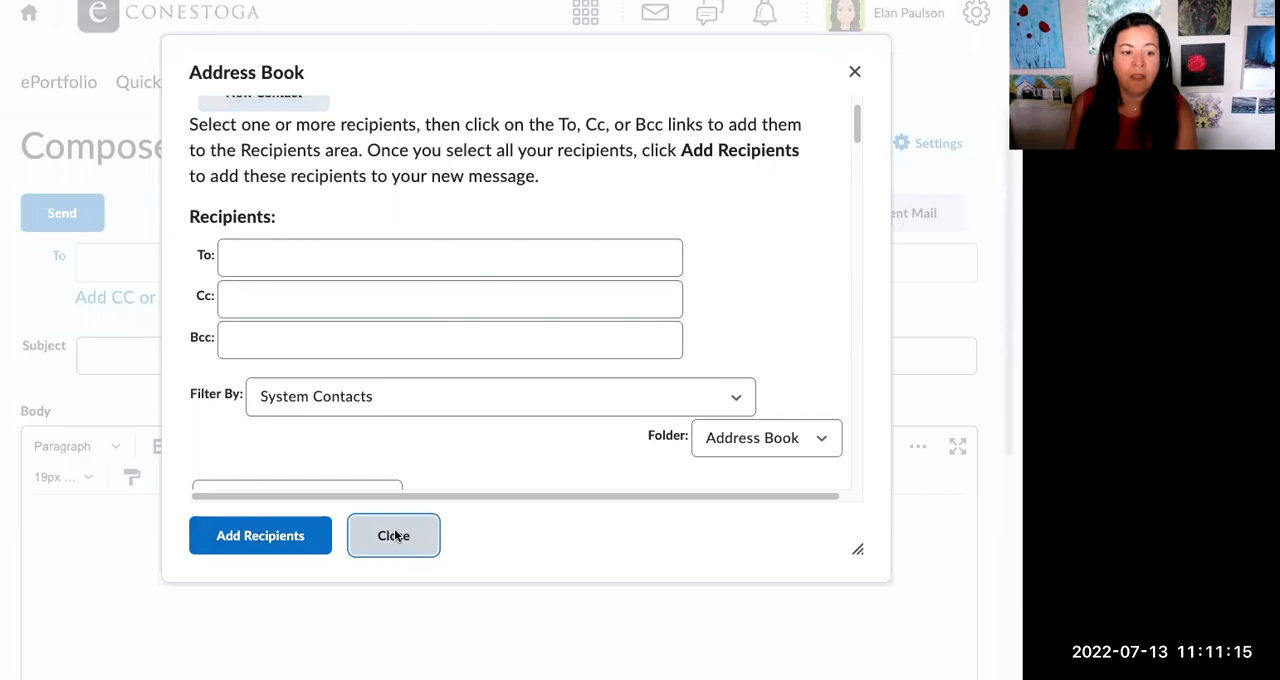 e CONESTOGA
Elan Paulson
ePortfolio Quick
Address Book
New Contact
Select one or more recipients, then click on the To, Cc, or Bcc links to add them
to the Recipients area. Once you select all your recipients, click Add Recipients
to add these recipients to your new message.
Compose
Settings
Recipients:
Send
ent Mail
To
To:
Add CC or
Cc:
Bcc:
Subject
Filter By: System Contacts
Body
Folder: Address Book
Paragraph
19px ...
Add Recipients
Close
2022-07-13 11:11:15